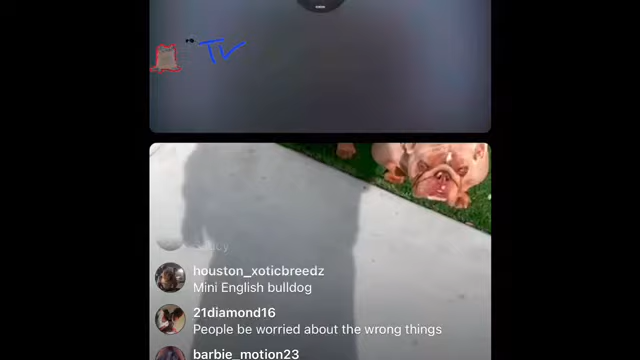 TV
houston_xoticbreedz
Mini English bulldog
21diamond16
People be worried about the wrong things
barbie_motion23